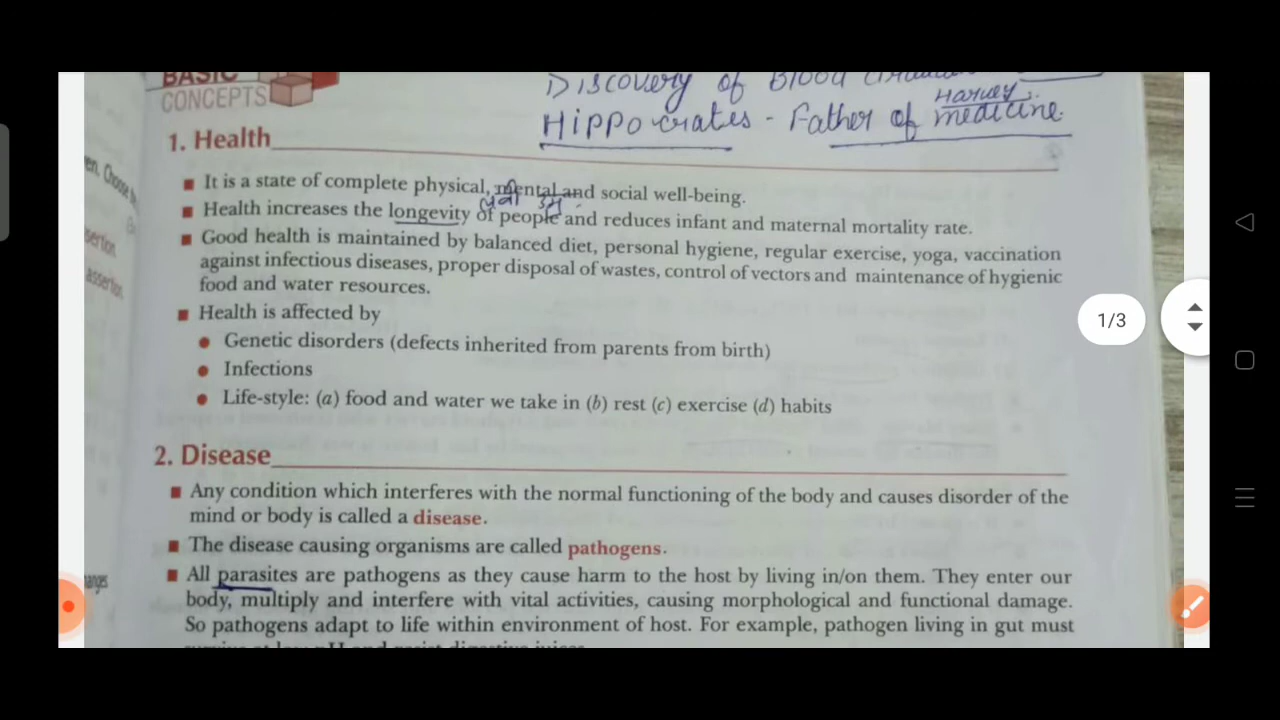 BASIC
CONCEPTS
Discovery of Blood
Harvey
Hippocrates - Father of medicine.
1. Health
It is a state of complete physical, mental and social well-being.
Health increases the longevity of people and reduces infant and maternal mortality rate.
Good health is maintained by balanced diet, personal hygiene, regular exercise, yoga, vaccination
against infectious diseases, proper disposal of wastes, control of vectors and maintenance of hygienic
food and water resources.
Health is affected by
Genetic disorders (defects inherited from parents from birth)
Infections
Life-style: (a) food and water we take in (b) rest (c) exercise (d) habits
2. Disease
Any condition which interferes with the normal functioning of the body and causes disorder of the
mind or body is called a disease.
The disease causing organisms are called pathogens.
All parasites are pathogens as they cause harm to the host by living in/on them. They enter our
body, multiply and interfere with vital activities, causing morphological and functional damage.
So pathogens adapt to life within environment of host. For example, pathogen living in gut must
1/3